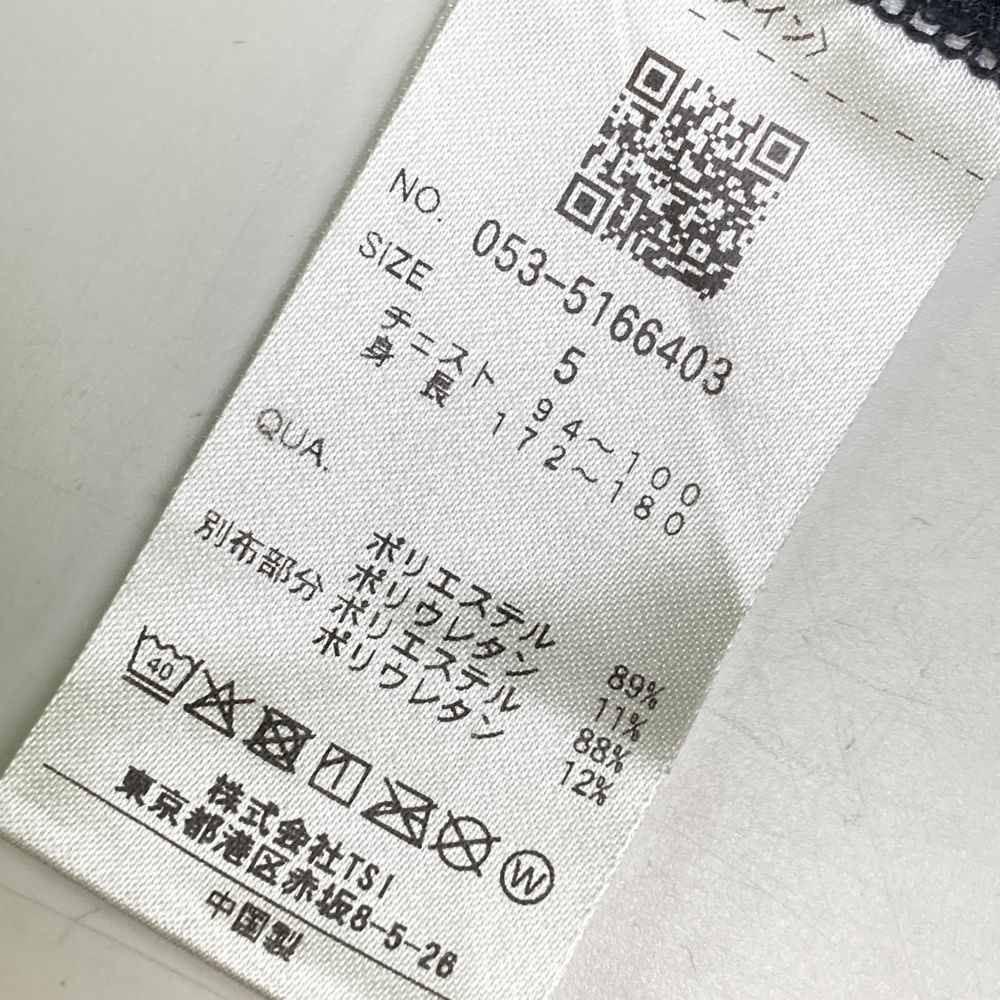 イン〉
NO. 053-5166403
SIZE 5
チェスト 94〜100
身長 172〜180
QUA.
ポリエステル 89%
ポリウレタン 11%
別布部分 ポリエステル 88%
ポリウレタン 12%
40
W
株式会社TSI
東京都港区赤坂8-5-26
中国製